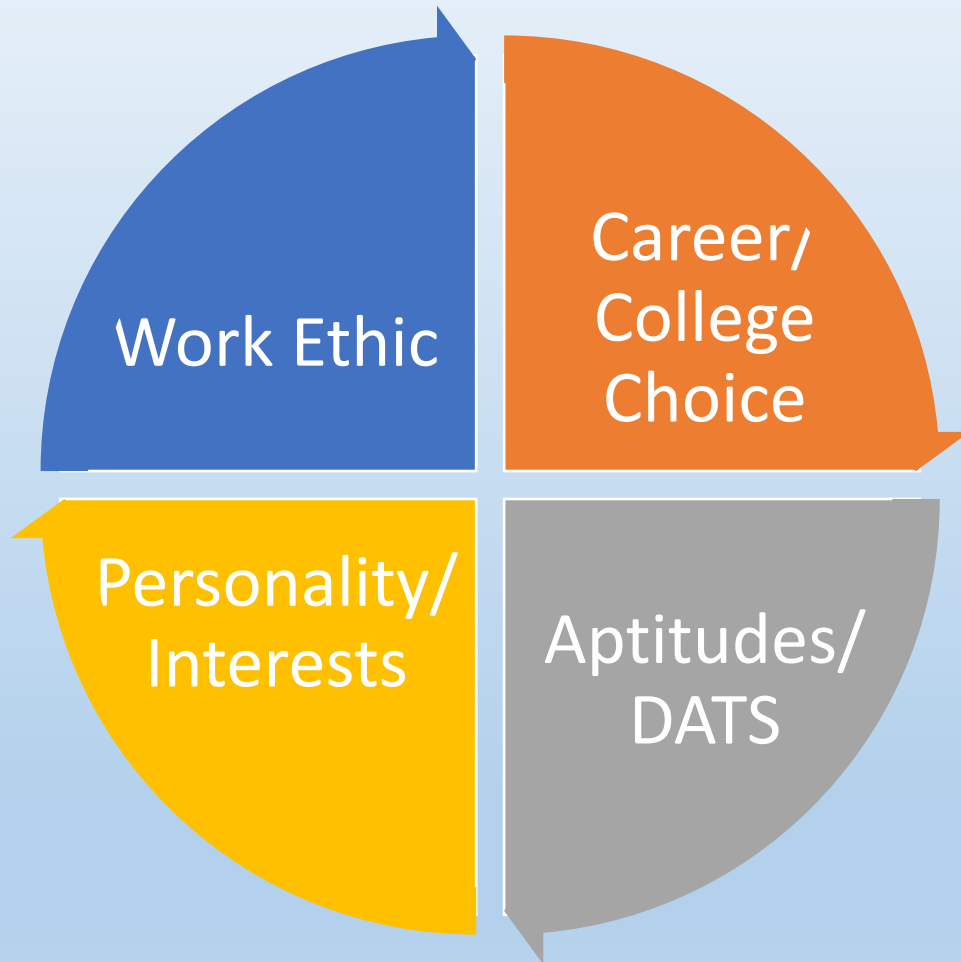 Work Ethic
Career/
College
Choice
Personality/
Interests
Aptitudes/
DATS